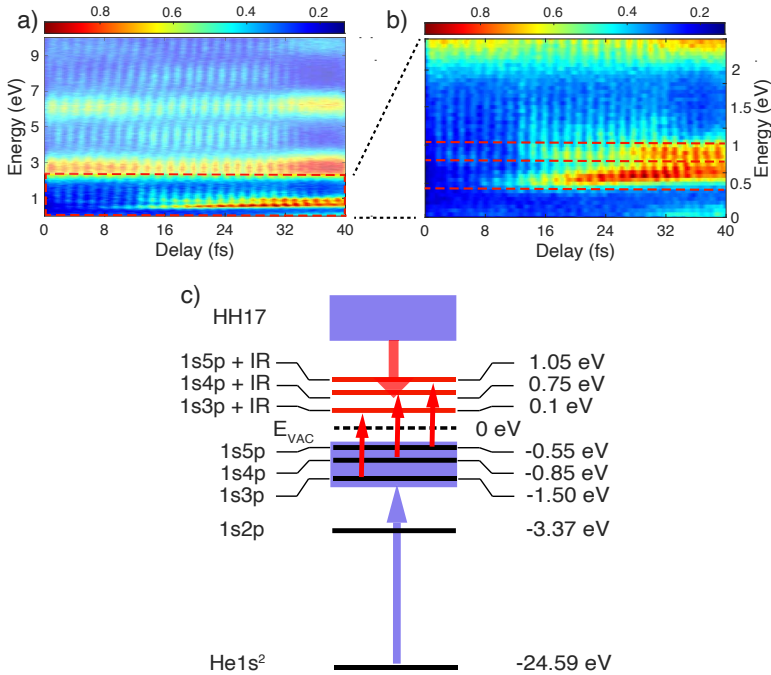 a)
0.8 0.6 0.4 0.2
Energy (eV)
9
7
5
3
1
0 8 16 24 32 40
Delay (fs)
b)
0.8 0.6 0.4 0.2
2
1.5
1
0.5
0
Energy (eV)
0 8 16 24 32 40
Delay (fs)
c)
HH17
1s5p + IR 1.05 eV
1s4p + IR 0.75 eV
1s3p + IR 0.1 eV
E_VAC 0 eV
1s5p -0.55 eV
1s4p -0.85 eV
1s3p -1.50 eV
1s2p -3.37 eV
He1s² -24.59 eV